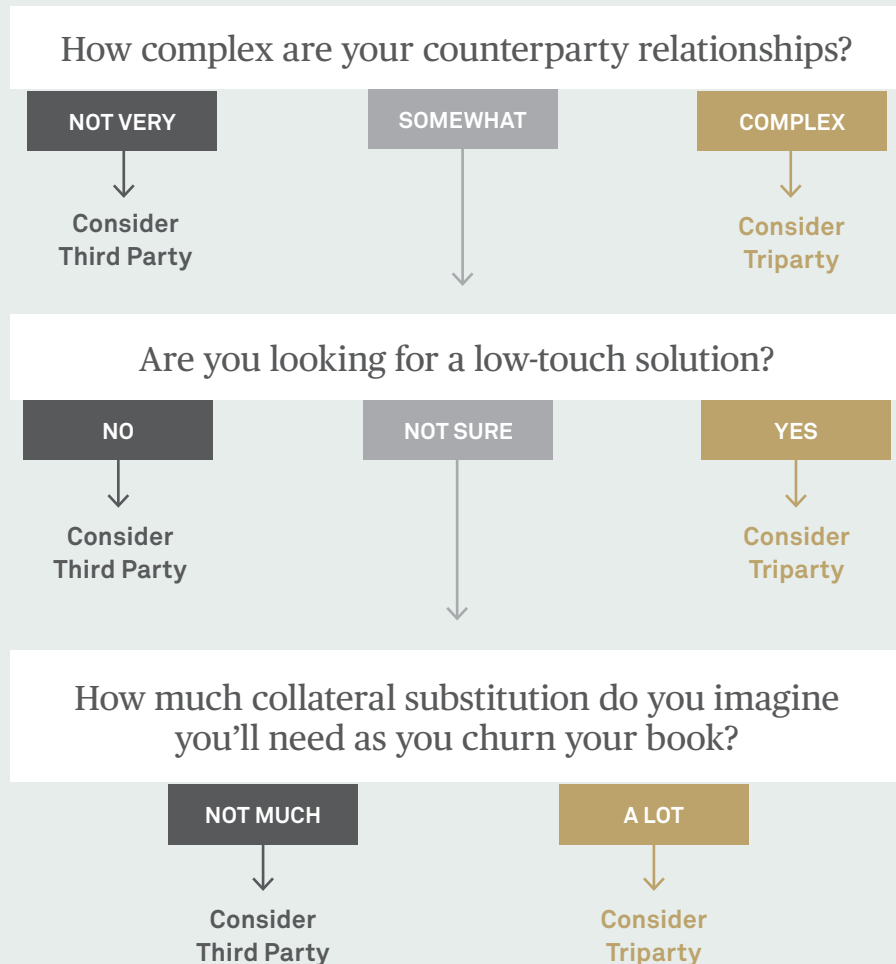 How complex are your counterparty relationships?
NOT VERY
SOMEWHAT
COMPLEX
Consider
Third Party
Consider
Triparty
Are you looking for a low-touch solution?
NO
NOT SURE
YES
Consider
Third Party
Consider
Triparty
How much collateral substitution do you imagine
you’ll need as you churn your book?
NOT MUCH
A LOT
Consider
Third Party
Consider
Triparty